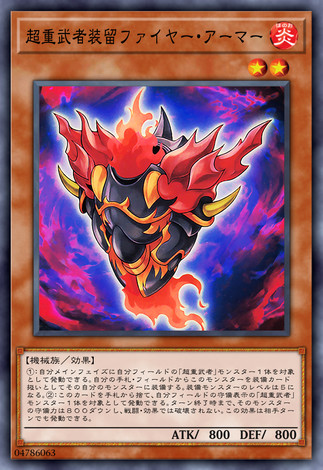 超重武者装留ファイヤー・アーマー
炎
【機械族／効果】
①:自分メインフェイズに自分フィールドの「超重武者」モンスター１体を対象
として発動できる。自分の手札・フィールドからこのモンスターを装備カード
扱いとしてその自分のモンスターに装備する。装備モンスターのレベルは５に
なる。②:このカードを手札から捨て、自分フィールドの守備表示の「超重武者」
モンスター１体を対象として発動できる。ターン終了時まで、そのモンスター
の守備力は８００ダウンし、戦闘・効果では破壊されない。この効果は相手ター
ンでも発動できる。
ATK/ 800 DEF/ 800
04786063